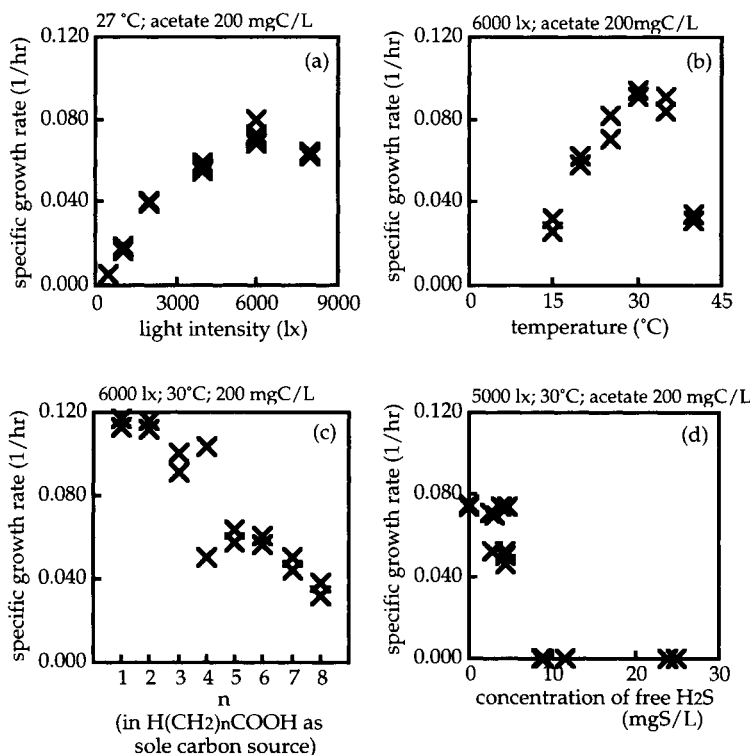 27 °C; acetate 200 mgC/L
(a)
specific growth rate (1/hr)
0.120
0.080
0.040
0.000
0 3000 6000 9000
light intensity (lx)
6000 lx; acetate 200mgC/L
(b)
specific growth rate (1/hr)
0.120
0.080
0.040
0.000
0 15 30 45
temperature (°C)
6000 lx; 30°C; 200 mgC/L
(c)
specific growth rate (1/hr)
0.120
0.080
0.040
0.000
1 2 3 4 5 6 7 8
n
(in H(CH2)nCOOH as
sole carbon source)
5000 lx; 30°C; acetate 200 mgC/L
(d)
specific growth rate (1/hr)
0.120
0.080
0.040
0.000
0 10 20 30
concentration of free H2S
(mgS/L)